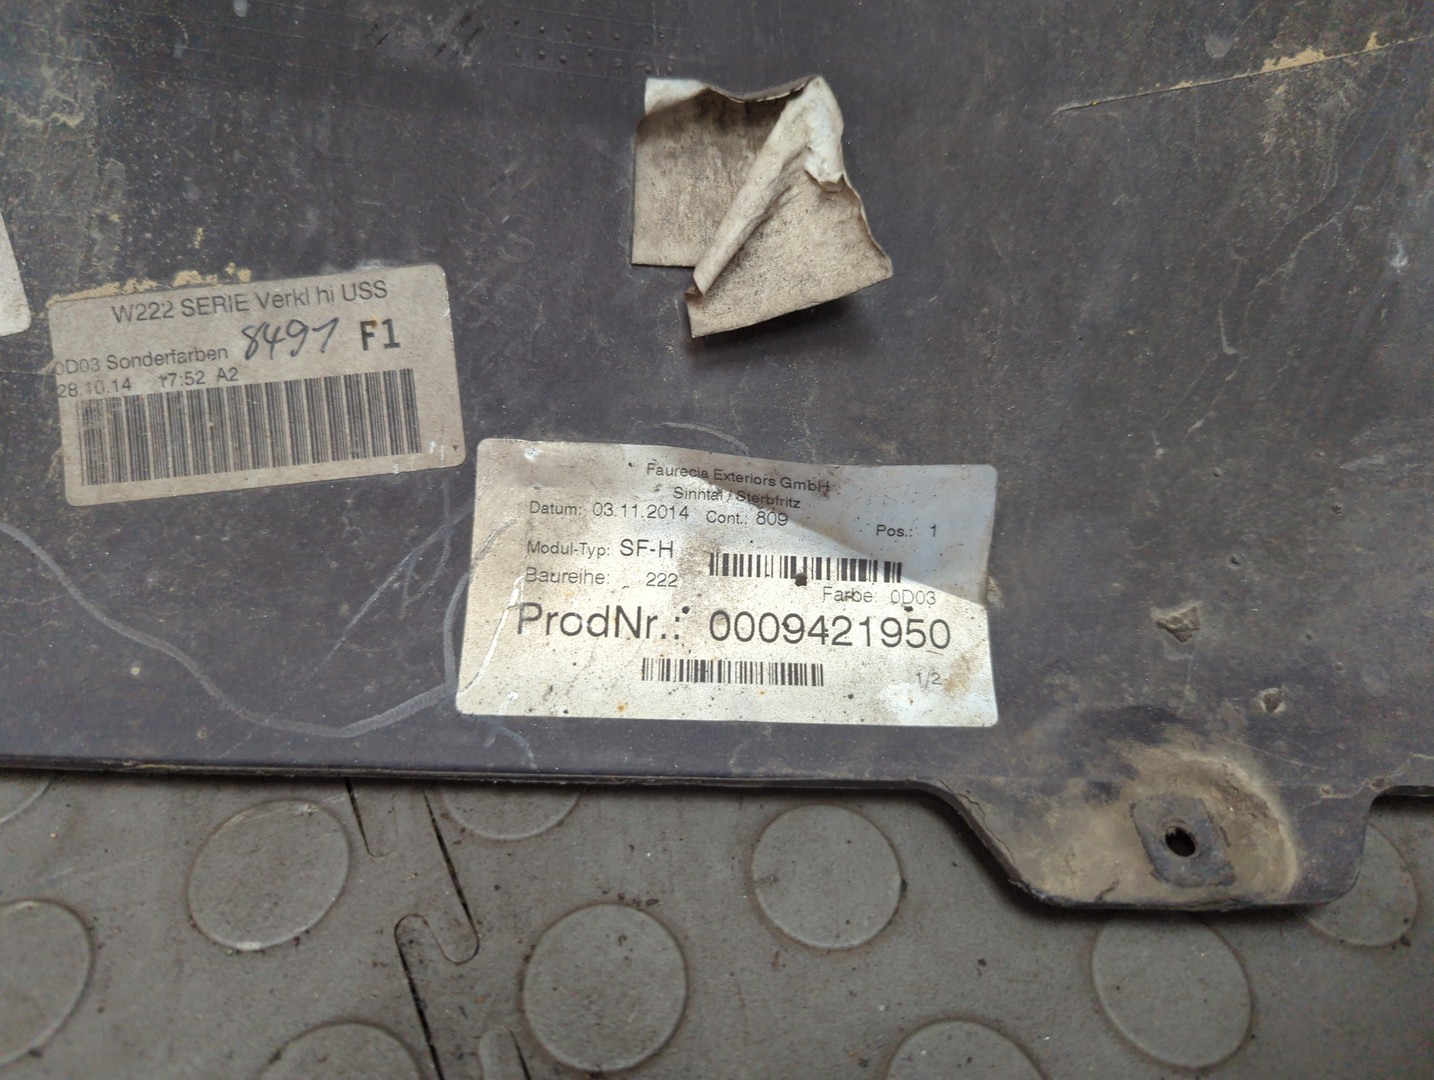 W222 SERIE Verkl hi USS
0D03 Sonderfarben 8491 F1
28.10.14 17:52 A2
Faurecia Exteriors GmbH
Sinntal / Sterbfritz
Datum: 03.11.2014 Cont.: 809 Pos.: 1
Modul-Typ: SF-H
Baureihe: 222
Farbe: 0D03
ProdNr.: 0009421950
1/2